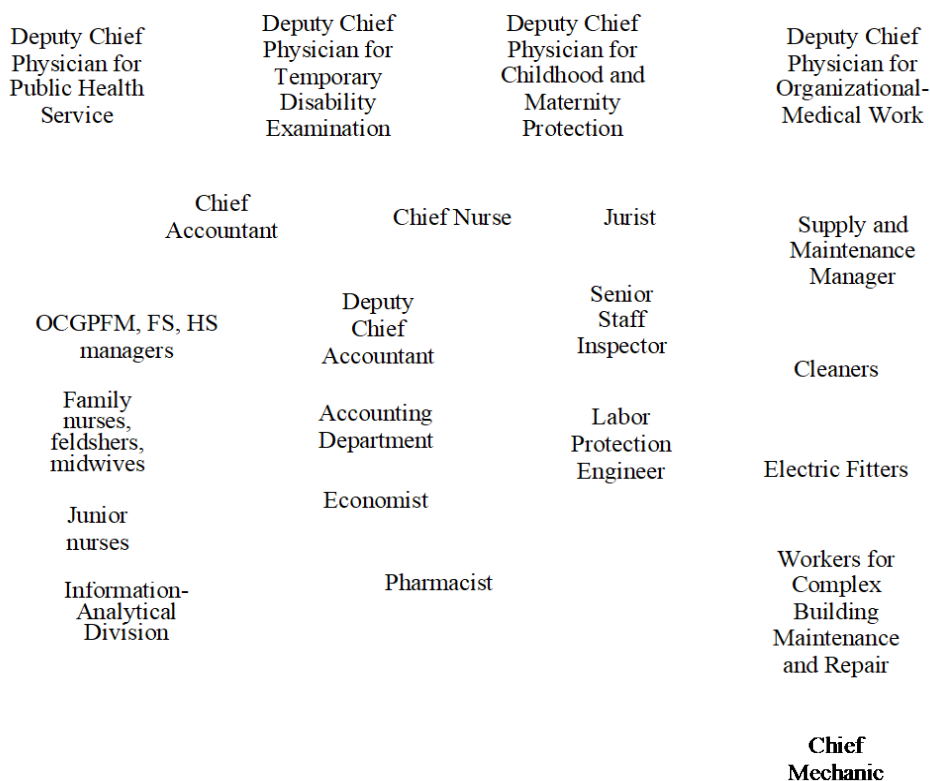 Deputy Chief
Physician for
Public Health
Service
Deputy Chief
Physician for
Temporary
Disability
Examination
Deputy Chief
Physician for
Childhood and
Maternity
Protection
Deputy Chief
Physician for
Organizational-
Medical Work
Chief
Accountant
Chief Nurse
Jurist
Supply and
Maintenance
Manager
OCGPFM, FS, HS
managers
Deputy
Chief
Accountant
Senior
Staff
Inspector
Cleaners
Family
nurses,
feldshers,
midwives
Accounting
Department
Labor
Protection
Engineer
Electric Fitters
Junior
nurses
Economist
Information-
Analytical
Division
Pharmacist
Workers for
Complex
Building
Maintenance
and Repair
Chief
Mechanic